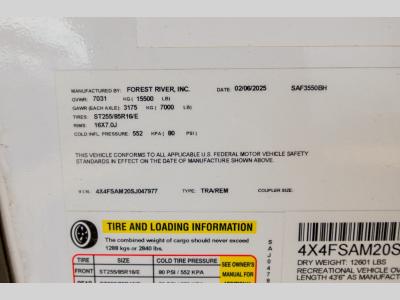 MANUFACTURED BY: FOREST RIVER, INC. DATE: 02/06/2025 SAF3550BH
GVWR: 7031 KG ( 15500 LB)
GAWR (EACH AXLE): 3175 KG ( 7000 LB)
TIRES: ST255/85R16/E
RIMS: 16X7.0J
COLD INFL. PRESSURE: 552 KPA ( 80 PSI )
THIS VEHICLE CONFORMS TO ALL APPLICABLE U.S. FEDERAL MOTOR VEHICLE SAFETY
STANDARDS IN EFFECT ON THE DATE OF MANUFACTURE SHOWN ABOVE.
V.I.N.: 4X4FSAM20SJ047977 TYPE: TRA/REM COUPLER SIZE:
TIRE AND LOADING INFORMATION
The combined weight of cargo should never exceed
1288 kgs or 2840 lbs.
TIRE SIZE COLD TIRE PRESSURE
FRONT ST255/85R16/E 80 PSI / 552 KPA
SEE OWNER'S
MANUAL FOR
SAJ047
4X4FSAM20S
DRY WEIGHT: 12601 LBS
RECREATIONAL VEHICLE OV
LENGTH 43'6" AS MEASURED